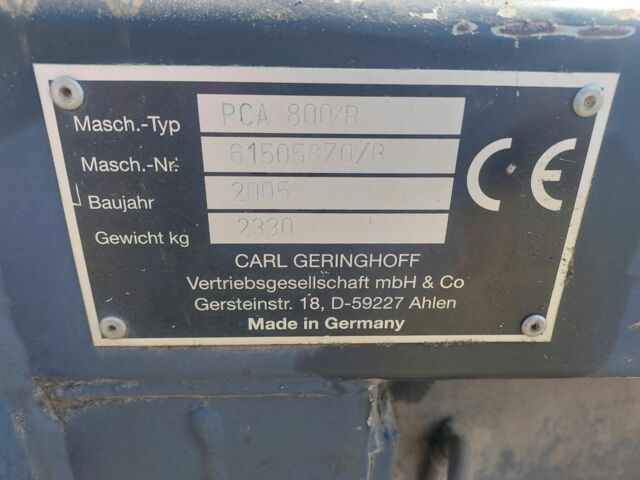 Masch.-Typ PCA 800/B
Masch.-Nr. 61505870/B
Baujahr 2005
Gewicht kg 2330
CE
CARL GERINGHOFF
Vertriebsgesellschaft mbH & Co
Gersteinstr. 18, D-59227 Ahlen
Made in Germany